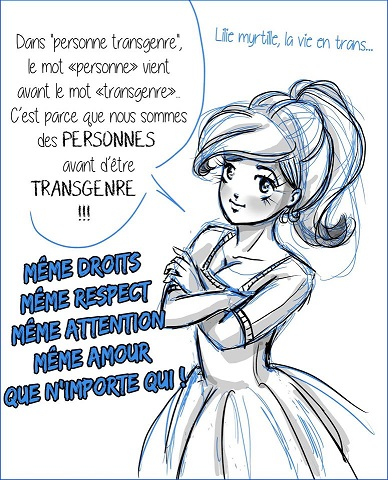 Lilie myrtille, la vie en trans...
Dans "personne transgenre",
le mot «personne» vient
avant le mot «transgenre»..
C'est parce que nous sommes
des PERSONNES
avant d'être
TRANSGENRE
!!!
MÊME DROITS
MÊME RESPECT
MÊME ATTENTION
MÊME AMOUR
QUE N'IMPORTE QUI !